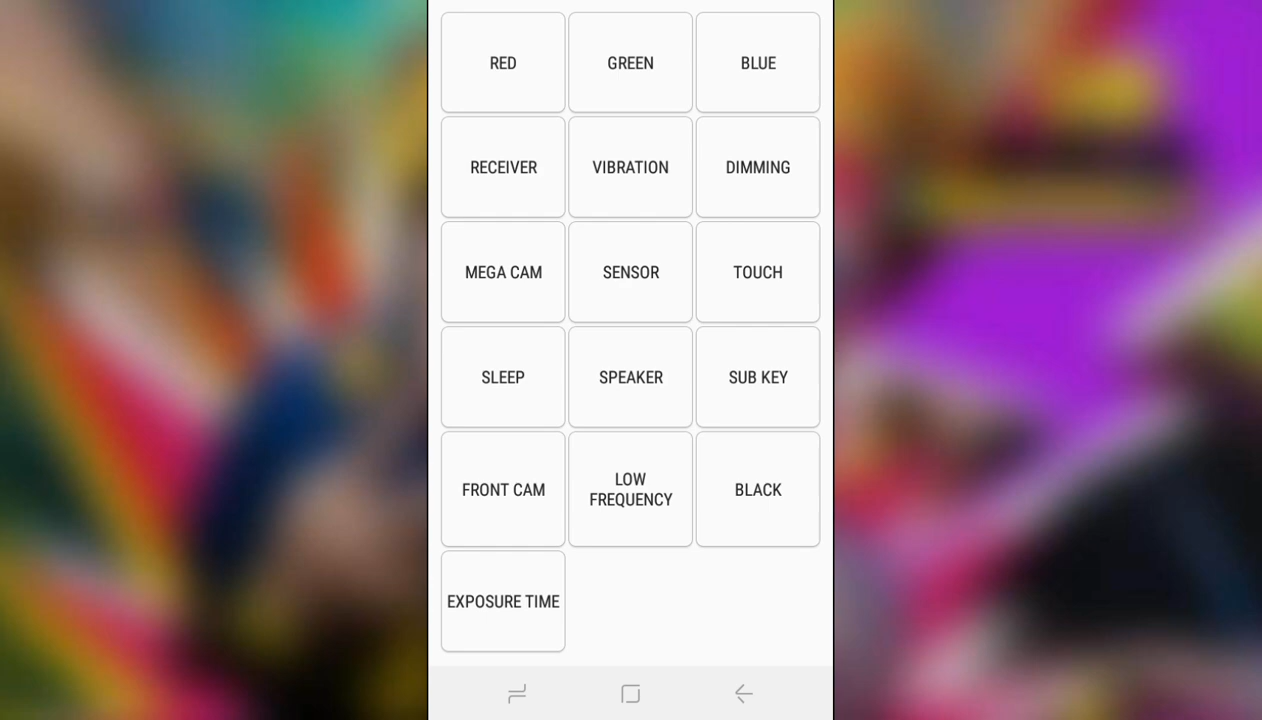 RED
GREEN
BLUE
RECEIVER
VIBRATION
DIMMING
MEGA CAM
SENSOR
TOUCH
SLEEP
SPEAKER
SUB KEY
FRONT CAM
LOW
FREQUENCY
BLACK
EXPOSURE TIME